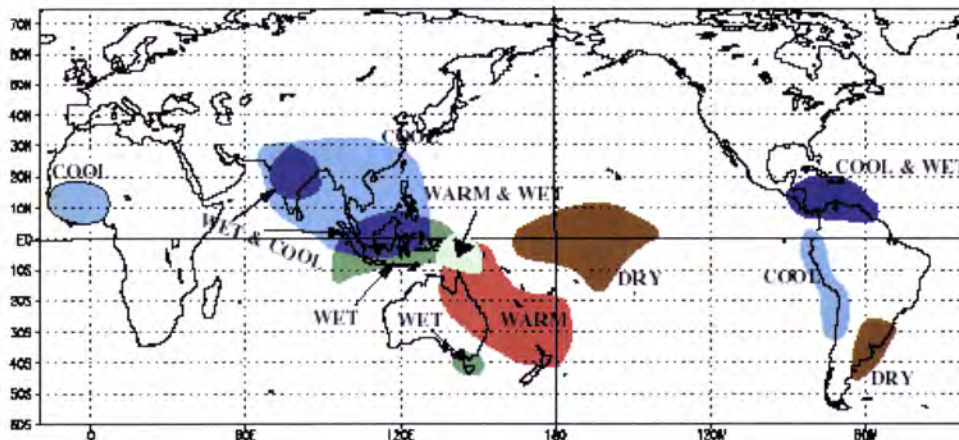 70N
60N
50N
40N
30N
COOL
20N
COOL
COOL & WET
WARM & WET
10N
WET & COOL
EQ
10S
DRY
COOL
20S
WET
WET
WARM
30S
40S
DRY
50S
60S
0
60E
120E
180
120W
60W